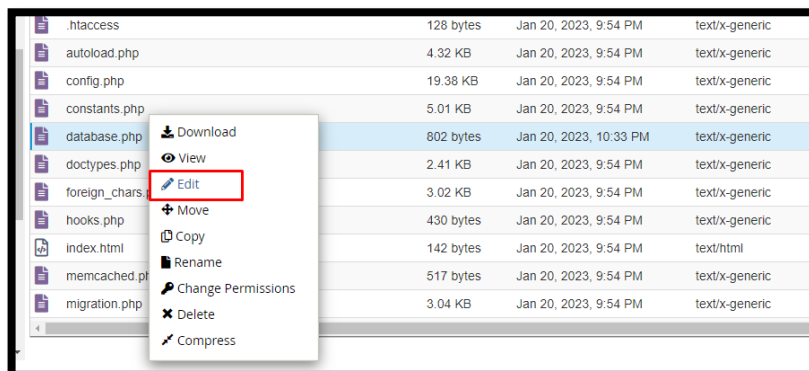 .htaccess 128 bytes Jan 20, 2023, 9:54 PM text/x-generic
autoload.php 4.32 KB Jan 20, 2023, 9:54 PM text/x-generic
config.php 19.38 KB Jan 20, 2023, 9:54 PM text/x-generic
constants.php 5.01 KB Jan 20, 2023, 9:54 PM text/x-generic
Download
database.php 802 bytes Jan 20, 2023, 10:33 PM text/x-generic
View
doctypes.php 2.41 KB Jan 20, 2023, 9:54 PM text/x-generic
Edit
foreign_chars. 3.02 KB Jan 20, 2023, 9:54 PM text/x-generic
Move
hooks.php 430 bytes Jan 20, 2023, 9:54 PM text/x-generic
Copy
index.html 142 bytes Jan 20, 2023, 9:54 PM text/html
Rename
memcached.ph 517 bytes Jan 20, 2023, 9:54 PM text/x-generic
Change Permissions
migration.php 3.04 KB Jan 20, 2023, 9:54 PM text/x-generic
Delete
Compress